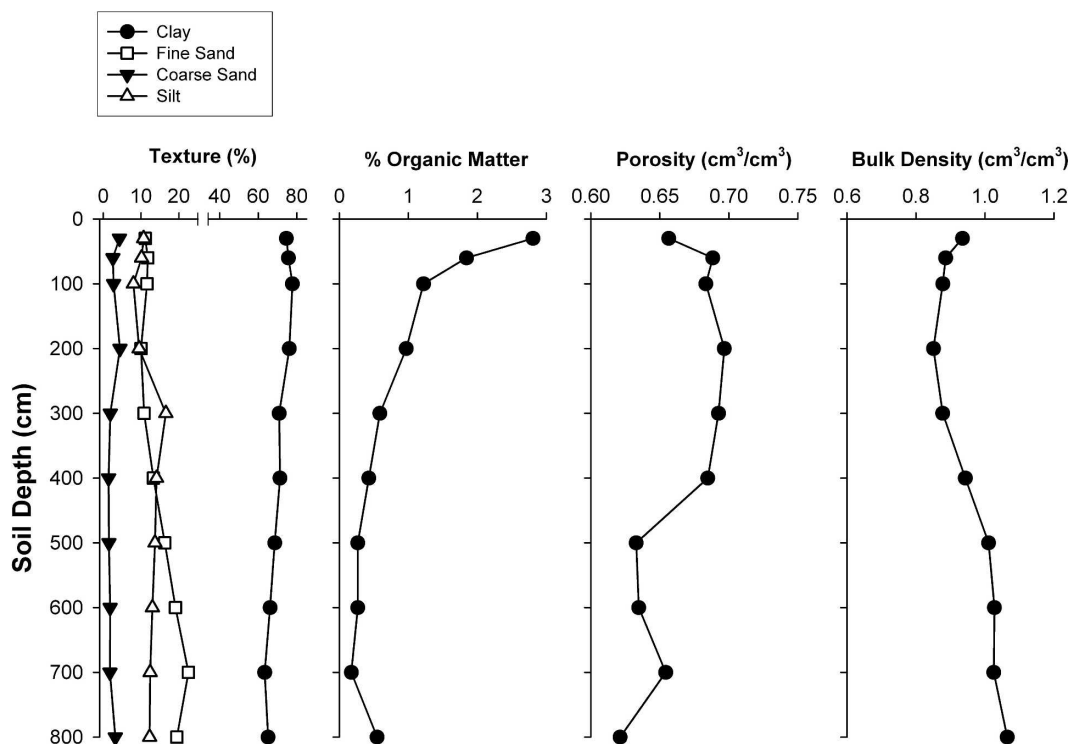 Clay
Fine Sand
Coarse Sand
Silt
Texture (%)
% Organic Matter
Porosity (cm³/cm³)
Bulk Density (cm³/cm³)
0 10 20 40 60 80
0 1 2 3
0.60 0.65 0.70 0.75
0.6 0.8 1.0 1.2
Soil Depth (cm)
0
100
200
300
400
500
600
700
800